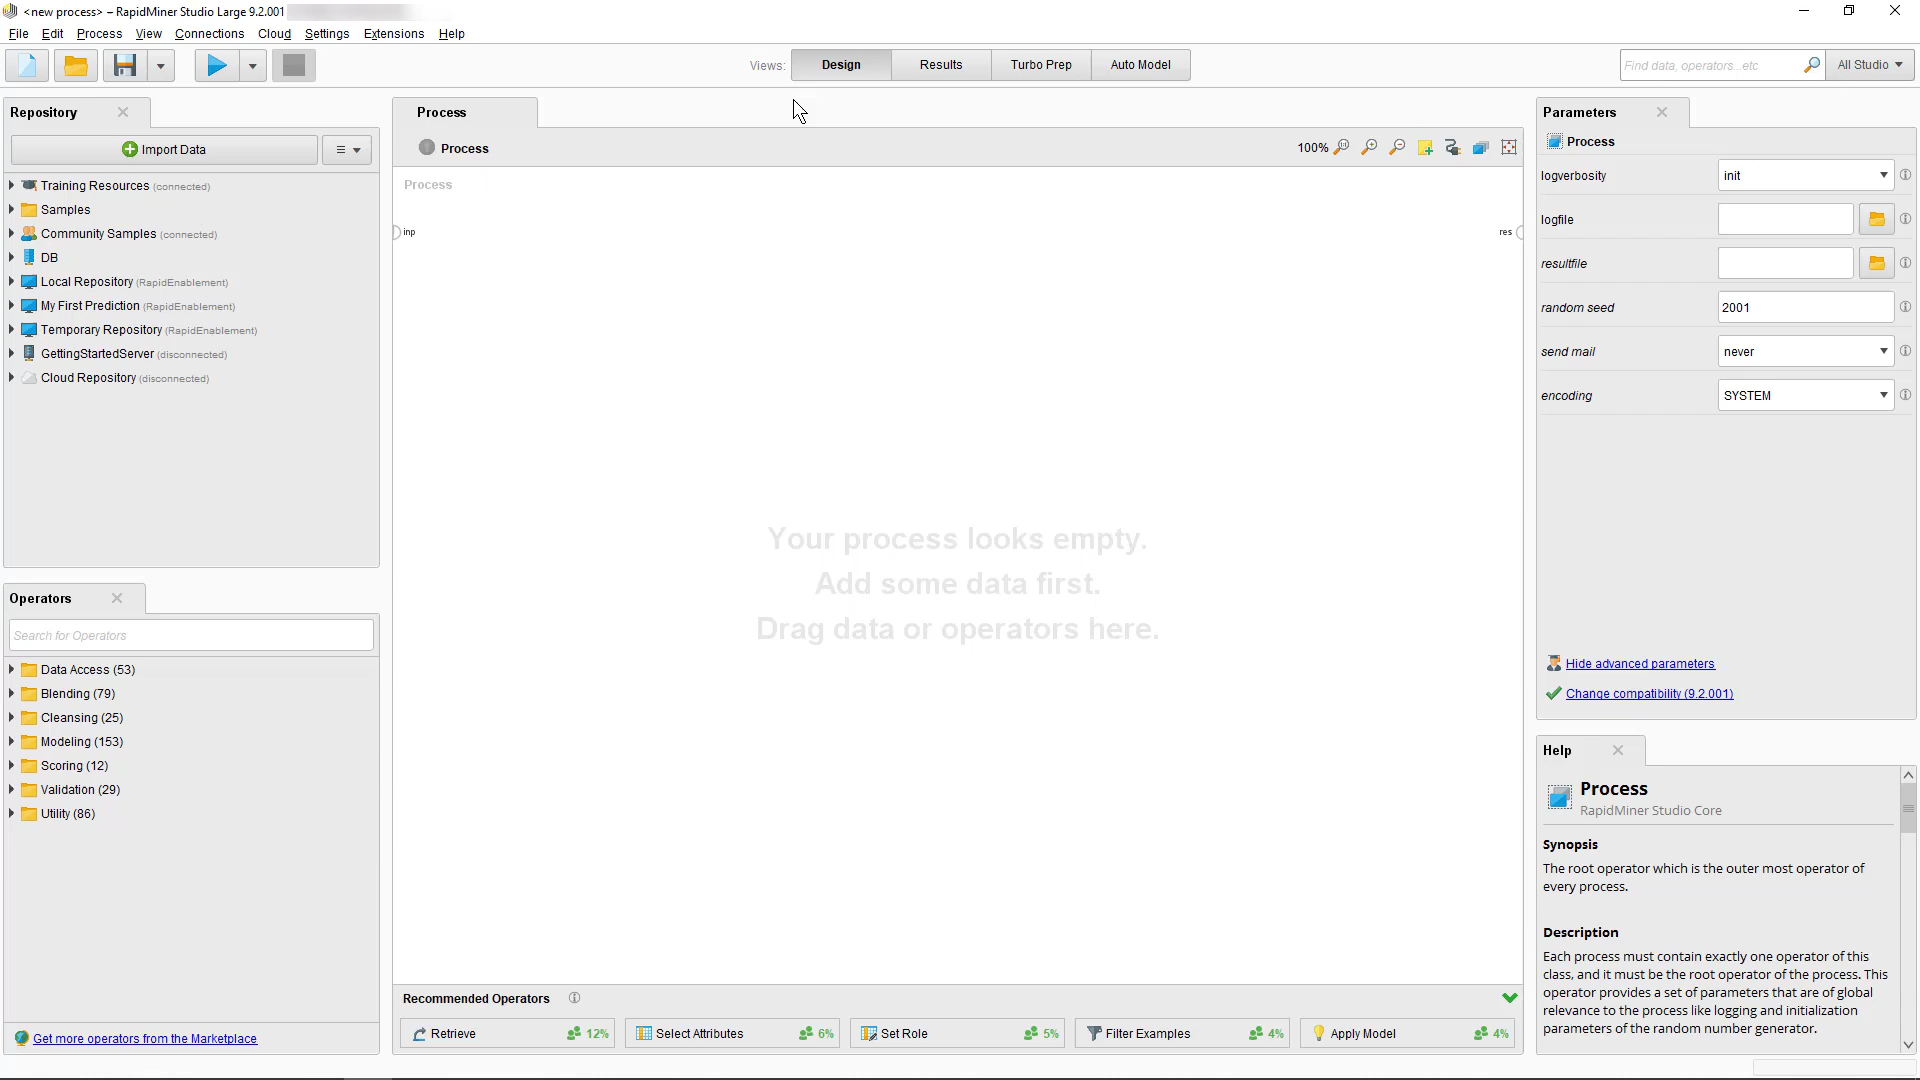 <new process> – RapidMiner Studio Large 9.2.001
File Edit Process View Connections Cloud Settings Extensions Help
Views: Design Results Turbo Prep Auto Model
Find data, operators...etc
All Studio
Repository
Import Data
Training Resources (connected)
Samples
Community Samples (connected)
DB
Local Repository (RapidEnablement)
My First Prediction (RapidEnablement)
Temporary Repository (RapidEnablement)
GettingStartedServer (disconnected)
Cloud Repository (disconnected)
Operators
Search for Operators
Data Access (53)
Blending (79)
Cleansing (25)
Modeling (153)
Scoring (12)
Validation (29)
Utility (86)
Get more operators from the Marketplace
Process
Process
100%
Process
inp
res
Your process looks empty.
Add some data first.
Drag data or operators here.
Recommended Operators
Retrieve 12%
Select Attributes 6%
Set Role 5%
Filter Examples 4%
Apply Model 4%
Parameters
Process
logverbosity init
logfile
resultfile
random seed 2001
send mail never
encoding SYSTEM
Hide advanced parameters
Change compatibility (9.2.001)
Help
Process
RapidMiner Studio Core
Synopsis
The root operator which is the outer most operator of
every process.
Description
Each process must contain exactly one operator of this
class, and it must be the root operator of the process. This
operator provides a set of parameters that are of global
relevance to the process like logging and initialization
parameters of the random number generator.